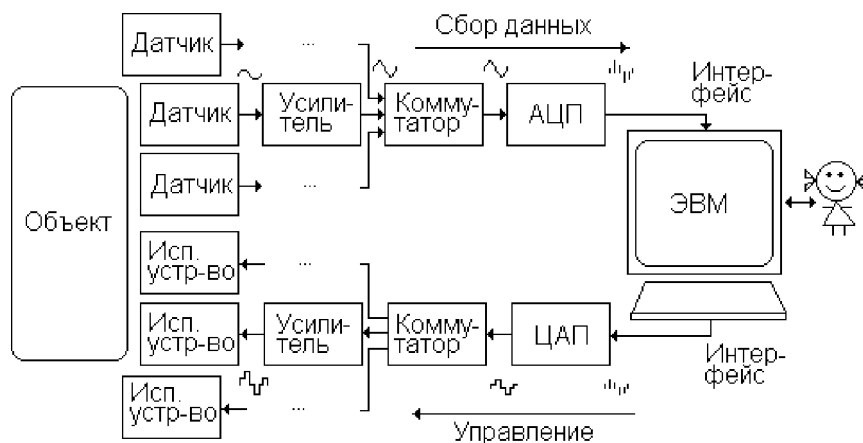 Датчик
...
Сбор данных
Интер-
фейс
Датчик
Усили-
тель
Комму-
татор
АЦП
Датчик
...
ЭВМ
Объект
Исп.
устр-во
...
Исп.
устр-во
Усили-
тель
Комму-
татор
ЦАП
Интер-
фейс
Исп.
устр-во
...
Управление